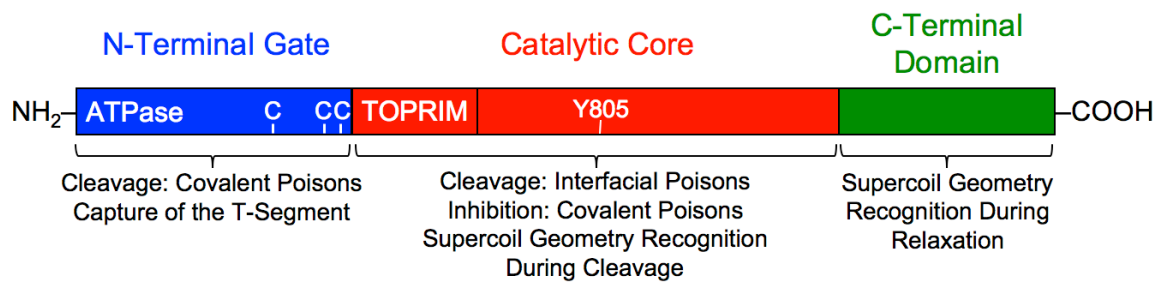 N-Terminal Gate
Catalytic Core
C-Terminal
Domain
NH2
ATPase
C
CC
TOPRIM
Y805
COOH
Cleavage: Covalent Poisons
Capture of the T-Segment
Cleavage: Interfacial Poisons
Inhibition: Covalent Poisons
Supercoil Geometry Recognition
During Cleavage
Supercoil Geometry
Recognition During
Relaxation